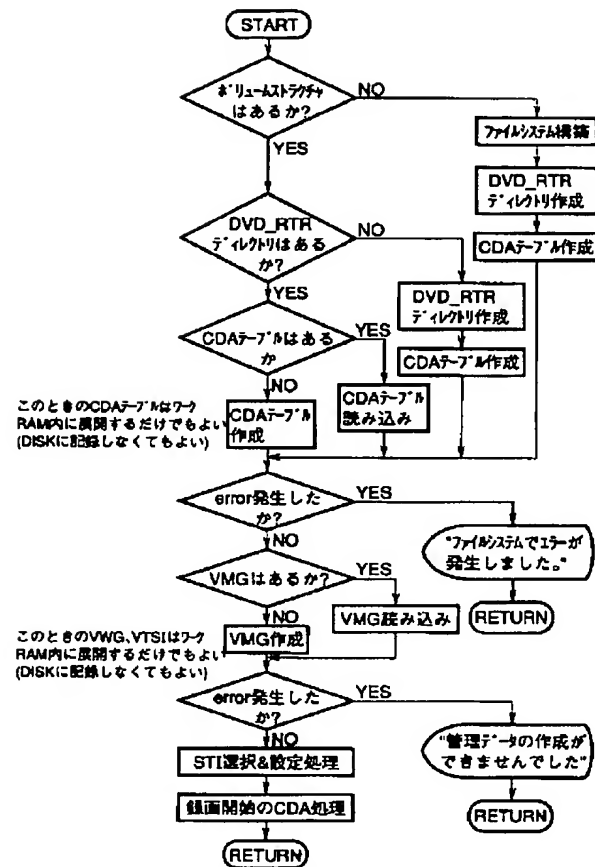 START
ボリュームストラクチャ
はあるか?
NO
YES
ファイルシステム構築
DVD_RTR
ディレクトリ作成
CDAテーブル作成
DVD_RTR
ディレクトリはある
か?
NO
YES
DVD_RTR
ディレクトリ作成
CDAテーブル作成
CDAテーブルはある
か
YES
NO
CDAテーブル
読み込み
このときのCDAテーブルはワーク
RAM内に展開するだけでもよい
(DISKに記録しなくてもよい)
CDAテーブル
作成
error発生した
か?
YES
NO
"ファイルシステムでエラーが
発生しました。"
RETURN
VMGはあるか?
YES
NO
VMG読み込み
このときのVWG、VTSIはワーク
RAM内に展開するだけでもよい
(DISKに記録しなくてもよい)
VMG作成
error発生した
か?
YES
NO
"管理データの作成が
できませんでした"
RETURN
STI選択&設定処理
録画開始のCDA処理
RETURN